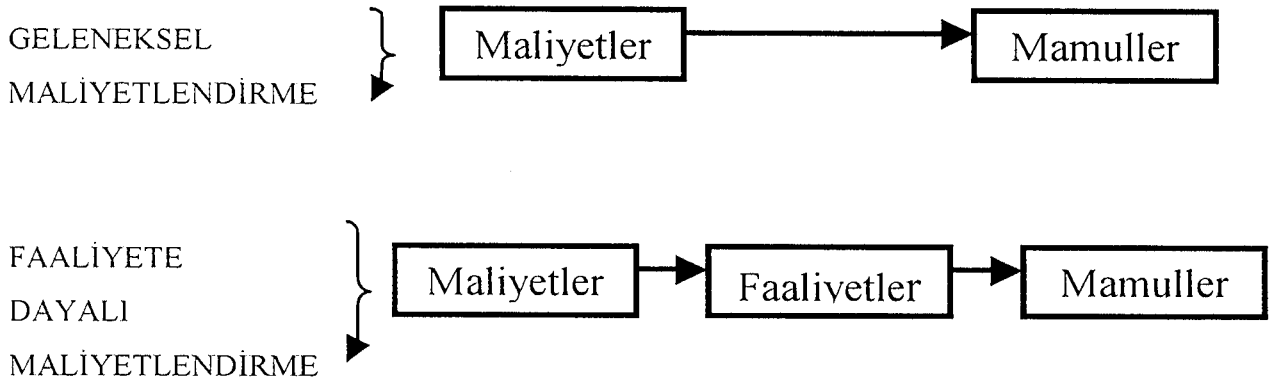 GELENEKSEL
MALİYETLENDİRME
Maliyetler
Mamuller
FAALİYETE
DAYALI
MALİYETLENDİRME
Maliyetler
Faaliyetler
Mamuller